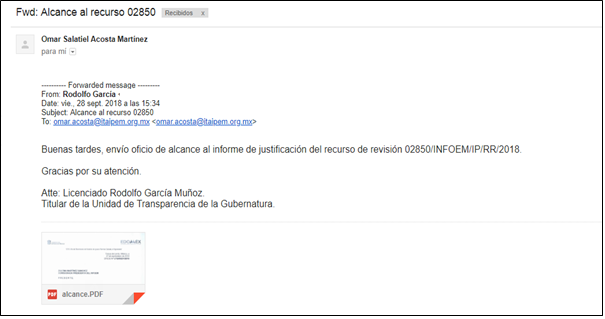 Fwd: Alcance al recurso 02850 Recibidos x
Omar Salatiel Acosta Martínez
para mí
---------- Forwarded message ----------
From: Rodolfo García
Date: vie., 28 sept. 2018 a las 15:34
Subject: Alcance al recurso 02850
To: omar.acosta@itaipem.org.mx <omar.acosta@itaipem.org.mx>
Buenas tardes, envío oficio de alcance al informe de justificación del recurso de revisión 02850/INFOEM/IP/RR/2018.
Gracias por su atención.
Atte: Licenciado Rodolfo García Muñoz.
Titular de la Unidad de Transparencia de la Gubernatura.
PDF alcance.PDF